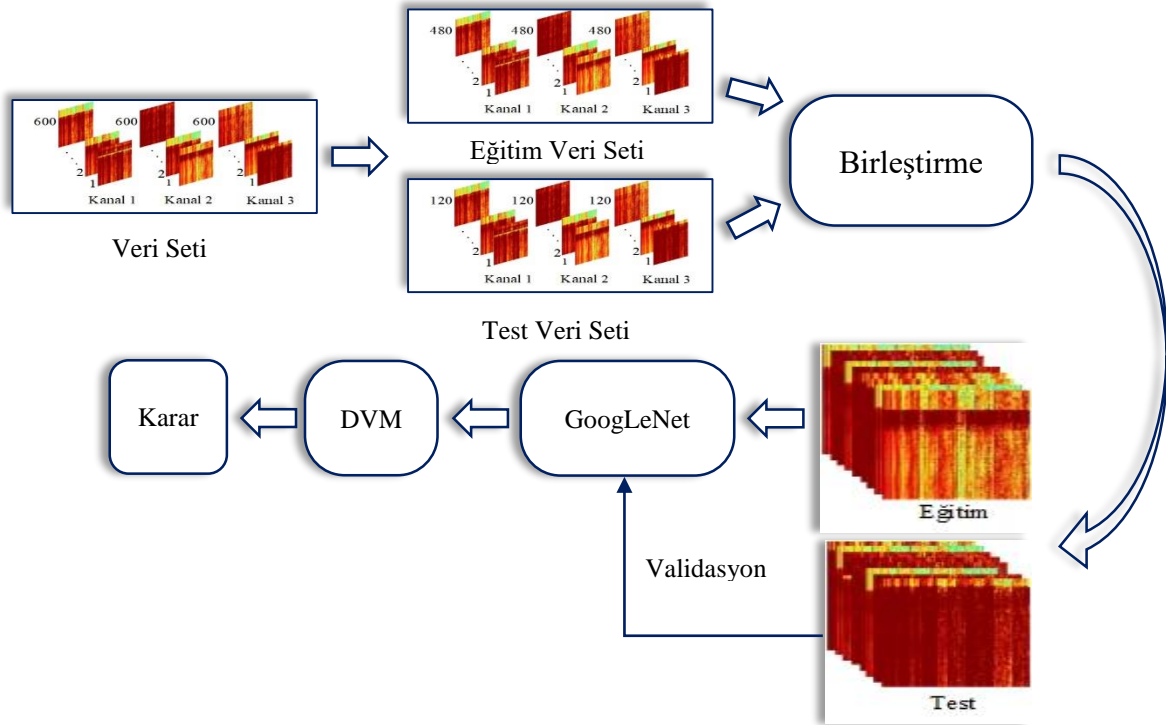 600 600 600
2 2 2
1 1 1
Kanal 1 Kanal 2 Kanal 3
Veri Seti
480 480 480
2 2 2
1 1 1
Kanal 1 Kanal 2 Kanal 3
Eğitim Veri Seti
120 120 120
2 2 2
1 1 1
Kanal 1 Kanal 2 Kanal 3
Test Veri Seti
Birleştirme
Karar
DVM
GoogLeNet
Eğitim
Validasyon
Test